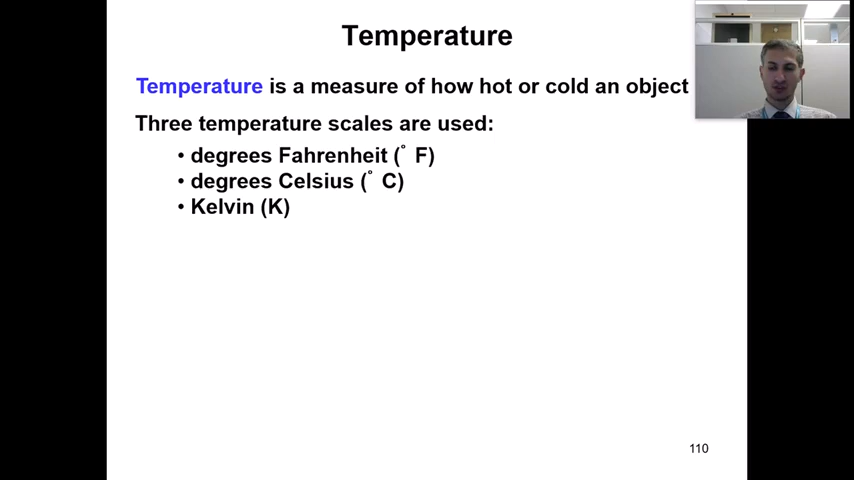 Temperature
Temperature is a measure of how hot or cold an object
Three temperature scales are used:
• degrees Fahrenheit (° F)
• degrees Celsius (° C)
• Kelvin (K)
110